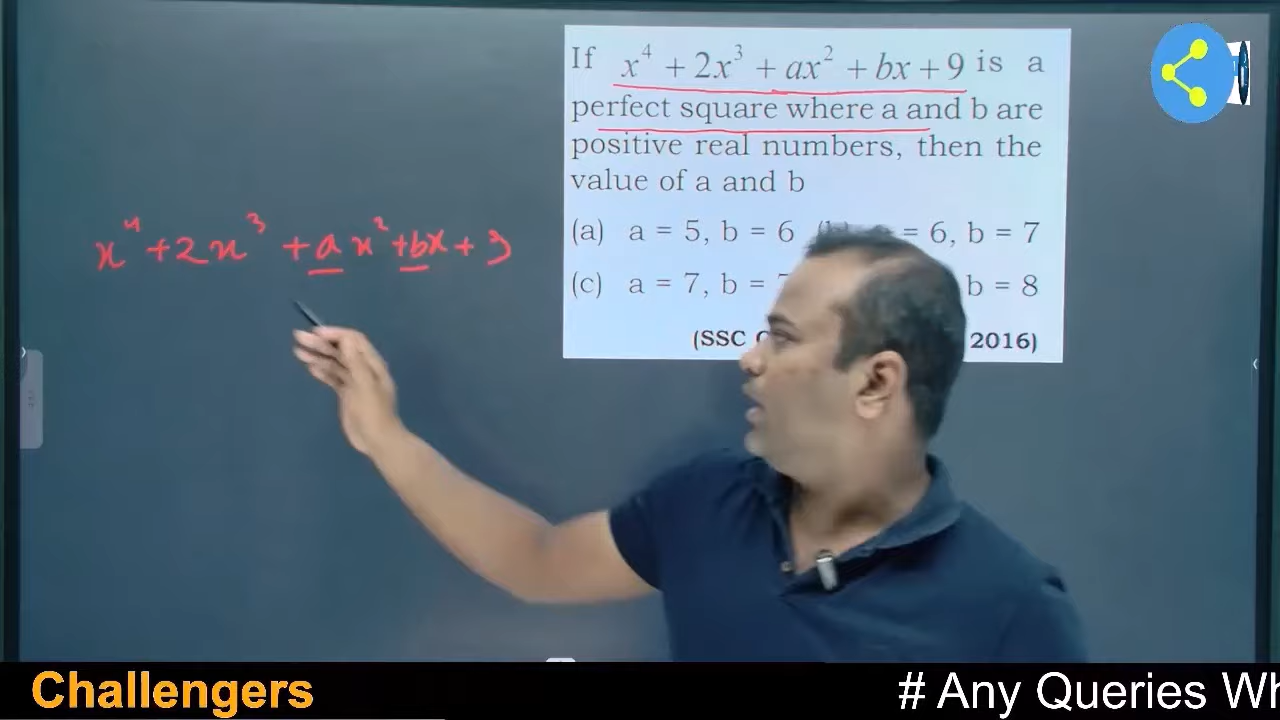 If x⁴ + 2x³ + ax² + bx + 9 is a
perfect square where a and b are
positive real numbers, then the
value of a and b
(a) a = 5, b = 6 = 6, b = 7
(c) a = 7, b = b = 8
(SSC 2016)
x⁴ + 2x³ + ax² + bx + 9
Challengers
# Any Queries